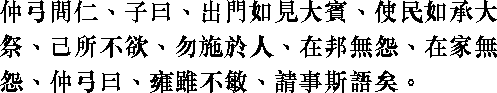 仲弓問仁、子曰、出門如見大賓、使民如承大
祭、己所不欲、勿施於人、在邦無怨、在家無
怨、仲弓曰、雍雖不敏、請事斯語矣。